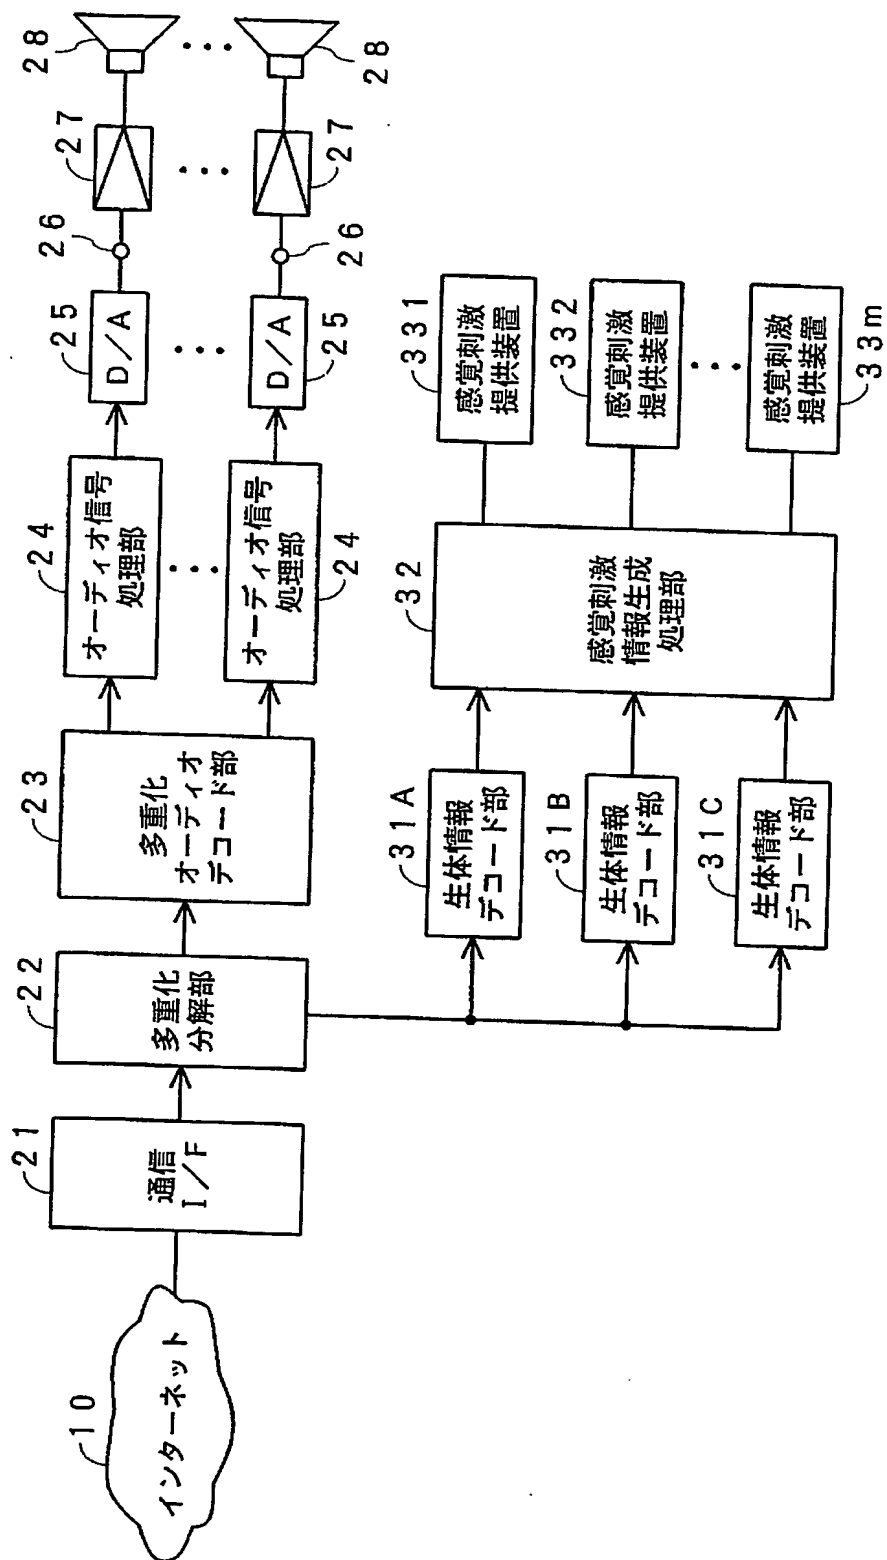 10
インターネット
21
通信
I/F
22
多重化
分解部
23
多重化
オーディオ
デコード部
24
オーディオ信号
処理部
オーディオ信号
処理部
24
25
D/A
D/A
25
26
26
27
27
28
28
31A
生体情報
デコード部
31B
生体情報
デコード部
31C
生体情報
デコード部
32
感覚刺激
情報生成
処理部
331
感覚刺激
提供装置
332
感覚刺激
提供装置
感覚刺激
提供装置
33m